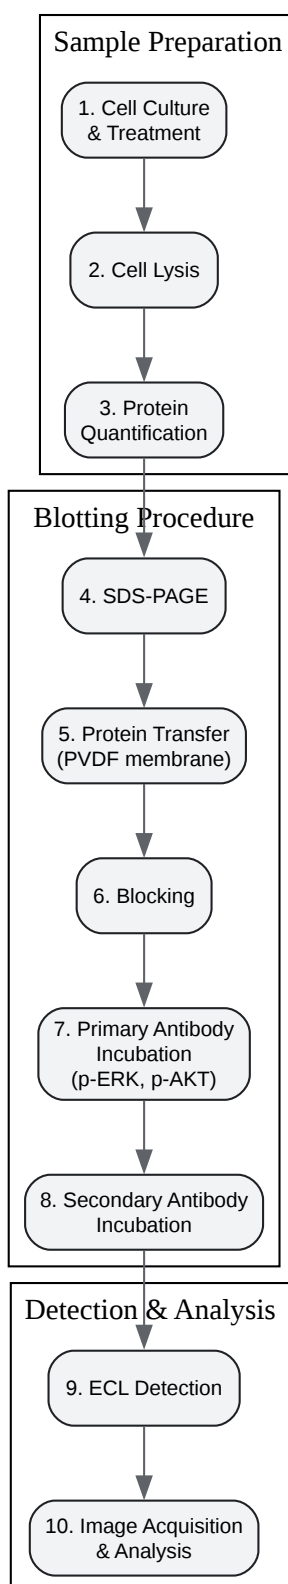 Sample Preparation
1. Cell Culture
& Treatment
2. Cell Lysis
3. Protein
Quantification
Blotting Procedure
4. SDS-PAGE
5. Protein Transfer
(PVDF membrane)
6. Blocking
7. Primary Antibody
Incubation
(p-ERK, p-AKT)
8. Secondary Antibody
Incubation
Detection & Analysis
9. ECL Detection
10. Image Acquisition
& Analysis